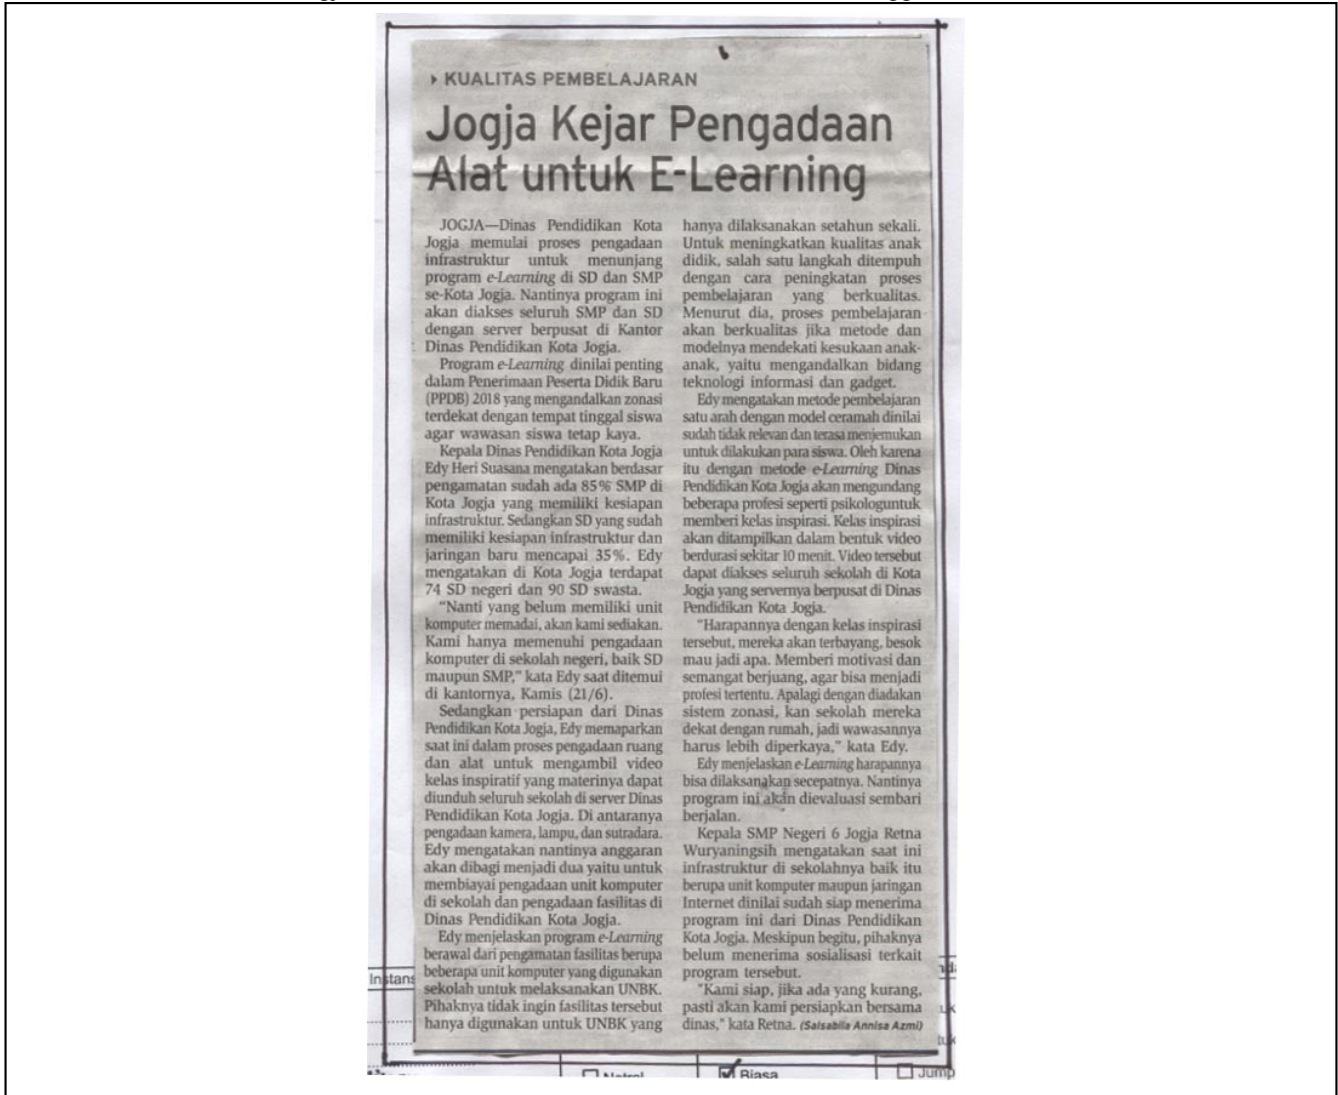 KUALITAS PEMBELAJARAN
Jogja Kejar Pengadaan
Alat untuk E-Learning
JOGJA—Dinas Pendidikan Kota
Jogja memulai proses pengadaan
infrastruktur untuk menunjang
program e-Learning di SD dan SMP
se-Kota Jogja. Nantinya program ini
akan diakses seluruh SMP dan SD
dengan server berpusat di Kantor
Dinas Pendidikan Kota Jogja.
Program e-Learning dinilai penting
dalam Penerimaan Peserta Didik Baru
(PPDB) 2018 yang mengandalkan zonasi
terdekat dengan tempat tinggal siswa
agar wawasan siswa tetap kaya.
Kepala Dinas Pendidikan Kota Jogja
Edy Heri Suasana mengatakan berdasar
pengamatan sudah ada 85% SMP di
Kota Jogja yang memiliki kesiapan
infrastruktur. Sedangkan SD yang sudah
memiliki kesiapan infrastruktur dan
jaringan baru mencapai 35%. Edy
mengatakan di Kota Jogja terdapat
74 SD negeri dan 90 SD swasta.
"Nanti yang belum memiliki unit
komputer memadai, akan kami sediakan.
Kami hanya memenuhi pengadaan
komputer di sekolah negeri, baik SD
maupun SMP," kata Edy saat ditemui
di kantornya, Kamis (21/6).
Sedangkan persiapan dari Dinas
Pendidikan Kota Jogja, Edy memaparkan
saat ini dalam proses pengadaan ruang
dan alat untuk mengambil video
kelas inspiratif yang materinya dapat
diunduh seluruh sekolah di server Dinas
Pendidikan Kota Jogja. Di antaranya
pengadaan kamera, lampu, dan sutradara.
Edy mengatakan nantinya anggaran
akan dibagi menjadi dua yaitu untuk
membiayai pengadaan unit komputer
di sekolah dan pengadaan fasilitas di
Dinas Pendidikan Kota Jogja.
Edy menjelaskan program e-Learning
berawal dari pengamatan fasilitas berupa
beberapa unit komputer yang digunakan
sekolah untuk melaksanakan UNBK.
Pihaknya tidak ingin fasilitas tersebut
hanya digunakan untuk UNBK yang
hanya dilaksanakan setahun sekali.
Untuk meningkatkan kualitas anak
didik, salah satu langkah ditempuh
dengan cara peningkatan proses
pembelajaran yang berkualitas.
Menurut dia, proses pembelajaran
akan berkualitas jika metode dan
modelnya mendekati kesukaan anak-
anak, yaitu mengandalkan bidang
teknologi informasi dan gadget.
Edy mengatakan metode pembelajaran
satu arah dengan model ceramah dinilai
sudah tidak relevan dan terasa menjemukan
untuk dilakukan para siswa. Oleh karena
itu dengan metode e-Learning Dinas
Pendidikan Kota Jogja akan mengundang
beberapa profesi seperti psikologuntuk
memberi kelas inspirasi. Kelas inspirasi
akan ditampilkan dalam bentuk video
berdurasi sekitar 10 menit. Video tersebut
dapat diakses seluruh sekolah di Kota
Jogja yang servernya berpusat di Dinas
Pendidikan Kota Jogja.
"Harapannya dengan kelas inspirasi
tersebut, mereka akan terbayang, besok
mau jadi apa. Memberi motivasi dan
semangat berjuang, agar bisa menjadi
profesi tertentu. Apalagi dengan diadakan
sistem zonasi, kan sekolah mereka
dekat dengan rumah, jadi wawasannya
harus lebih diperkaya," kata Edy.
Edy menjelaskan e-Learning harapannya
bisa dilaksanakan secepatnya. Nantinya
program ini akan dievaluasi sembari
berjalan.
Kepala SMP Negeri 6 Jogja Retna
Wuryaningsih mengatakan saat ini
infrastruktur di sekolahnya baik itu
berupa unit komputer maupun jaringan
Internet dinilai sudah siap menerima
program ini dari Dinas Pendidikan
Kota Jogja. Meskipun begitu, pihaknya
belum menerima sosialisasi terkait
program tersebut.
"Kami siap, jika ada yang kurang,
pasti akan kami persiapkan bersama
dinas," kata Retna. (Salsabila Annisa Azmi)
Instans
Biasa
Jump